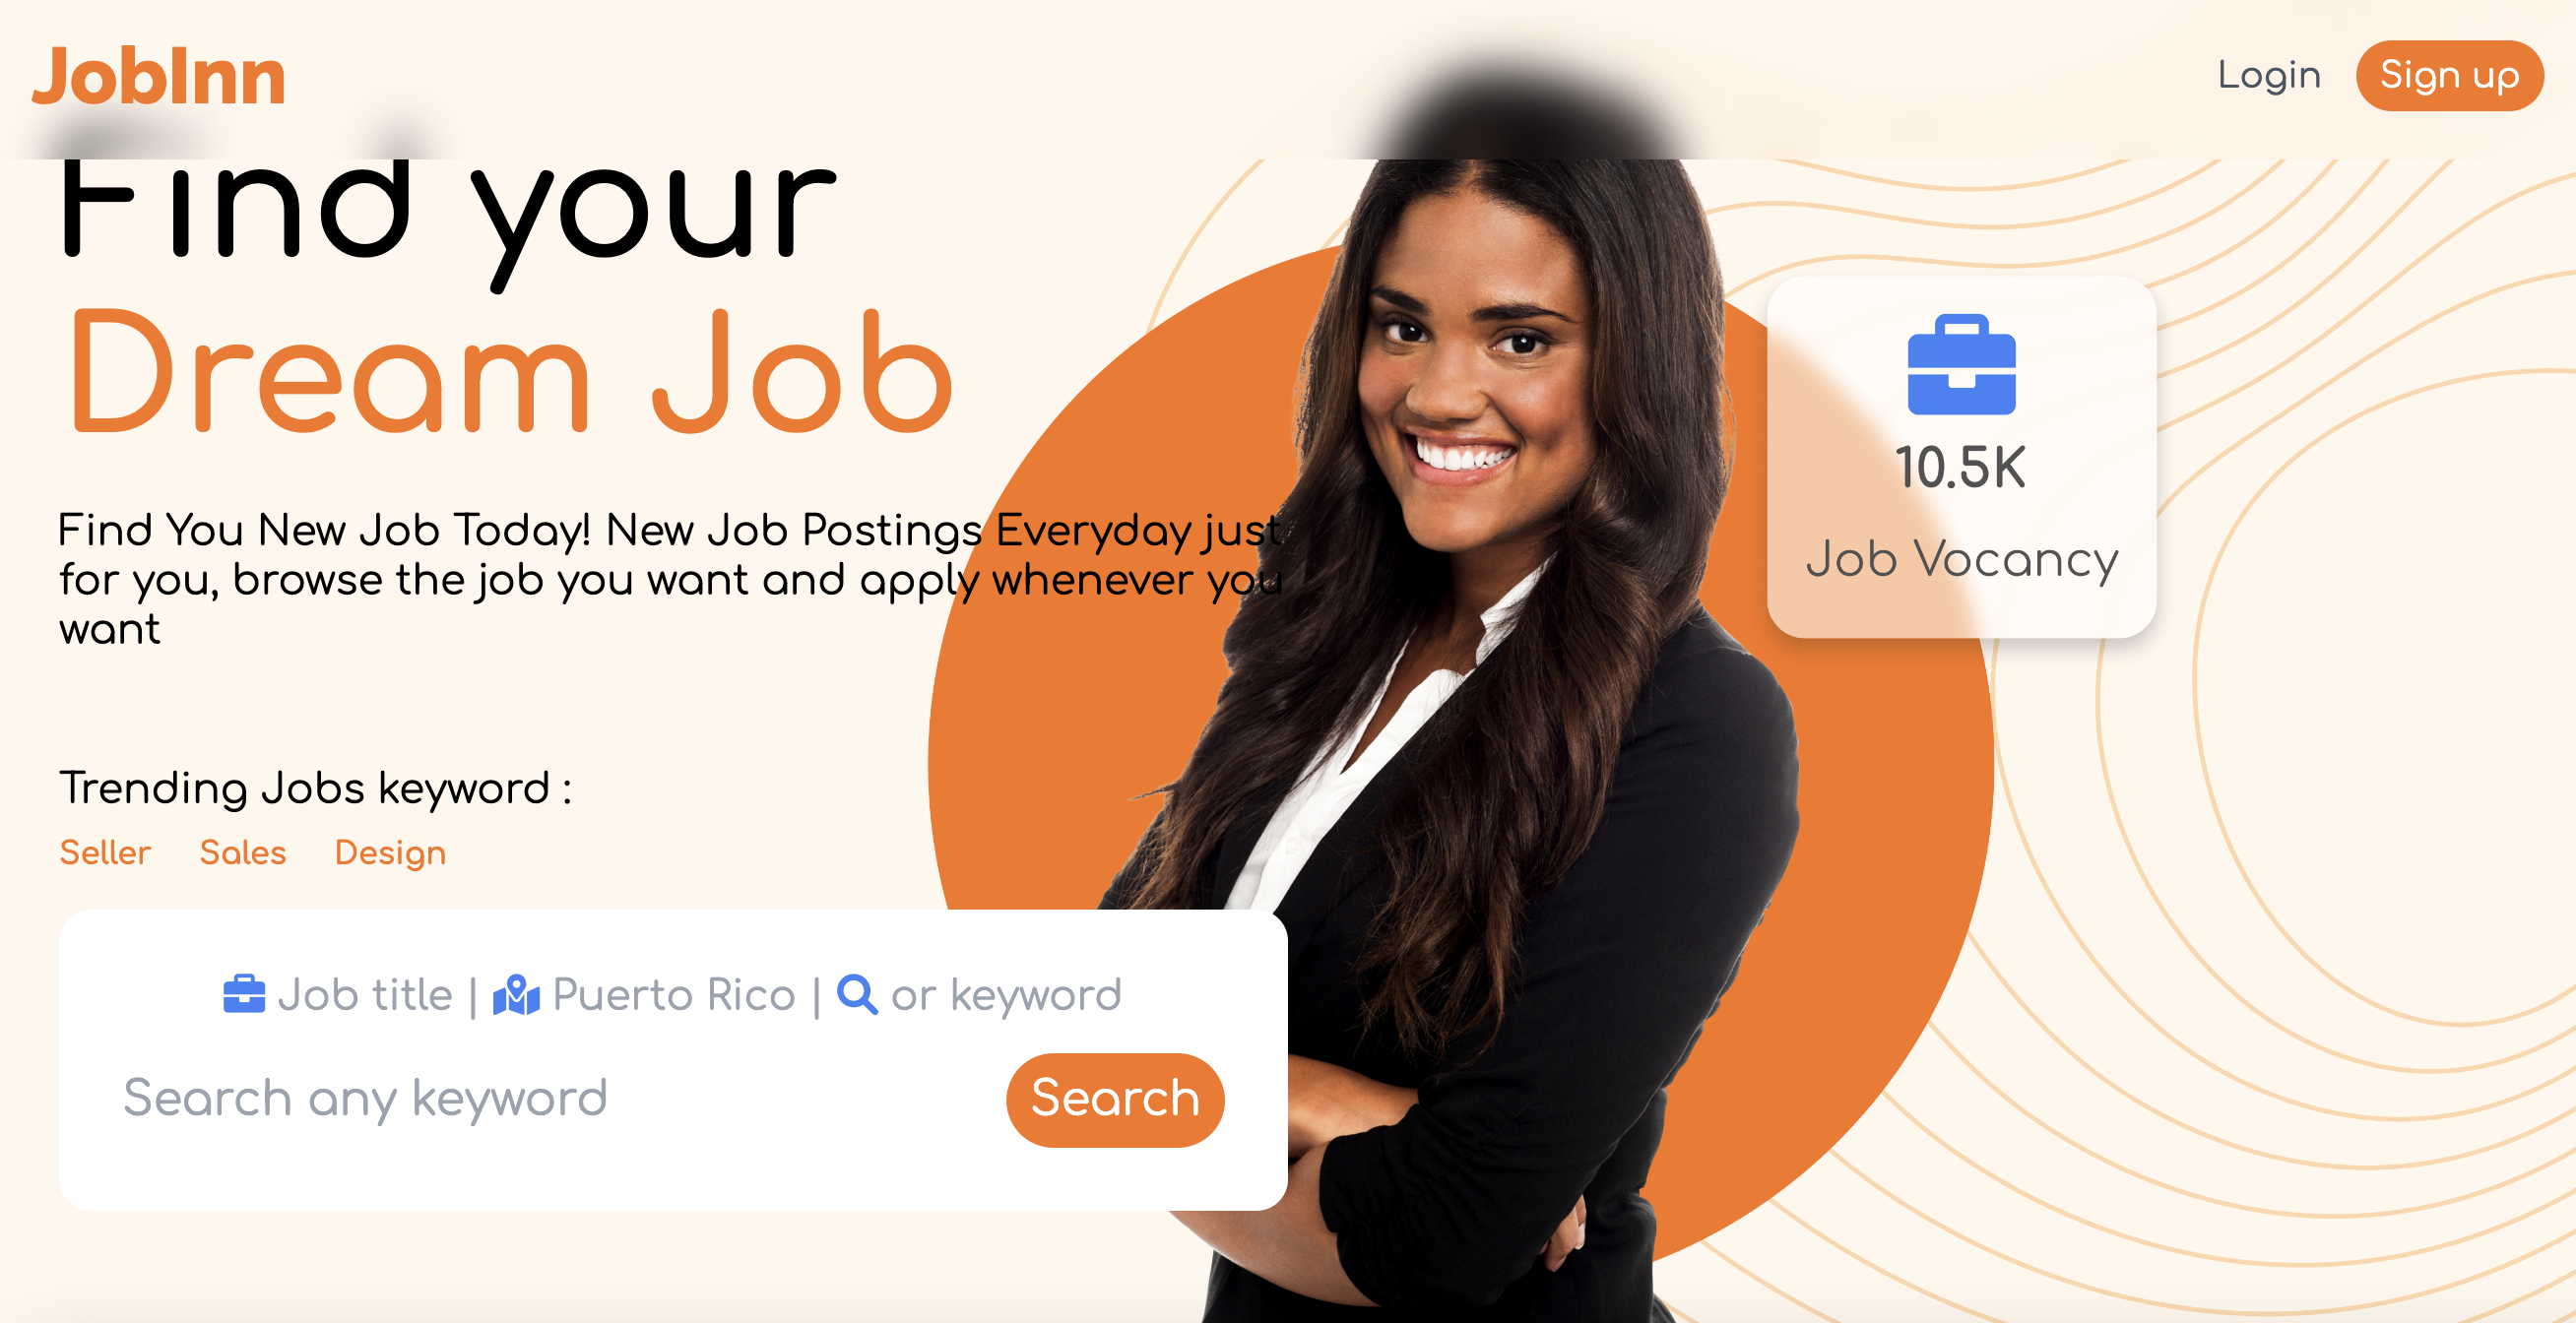 JobInn
Login
Sign up
Find your
Dream Job
Find You New Job Today! New Job Postings Everyday just
for you, browse the job you want and apply whenever you
want
10.5K
Job Vocancy
Trending Jobs keyword :
Seller Sales Design
Job title | Puerto Rico | or keyword
Search any keyword
Search